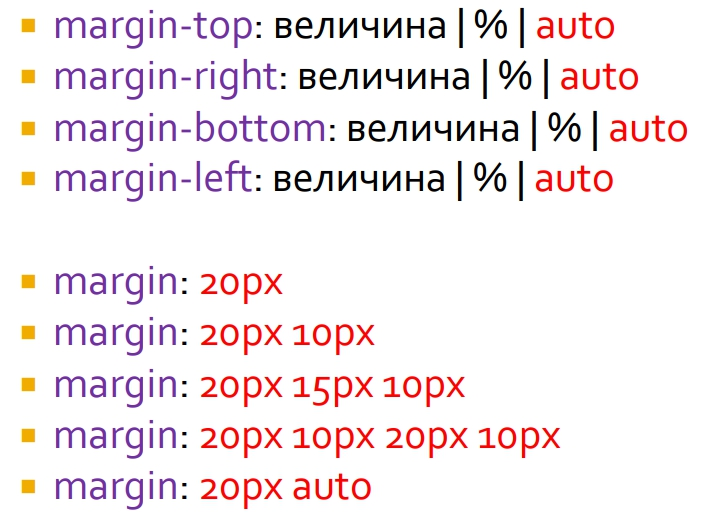 margin-top: величина | % | auto
margin-right: величина | % | auto
margin-bottom: величина | % | auto
margin-left: величина | % | auto
margin: 20px
margin: 20px 10px
margin: 20px 15px 10px
margin: 20px 10px 20px 10px
margin: 20px auto